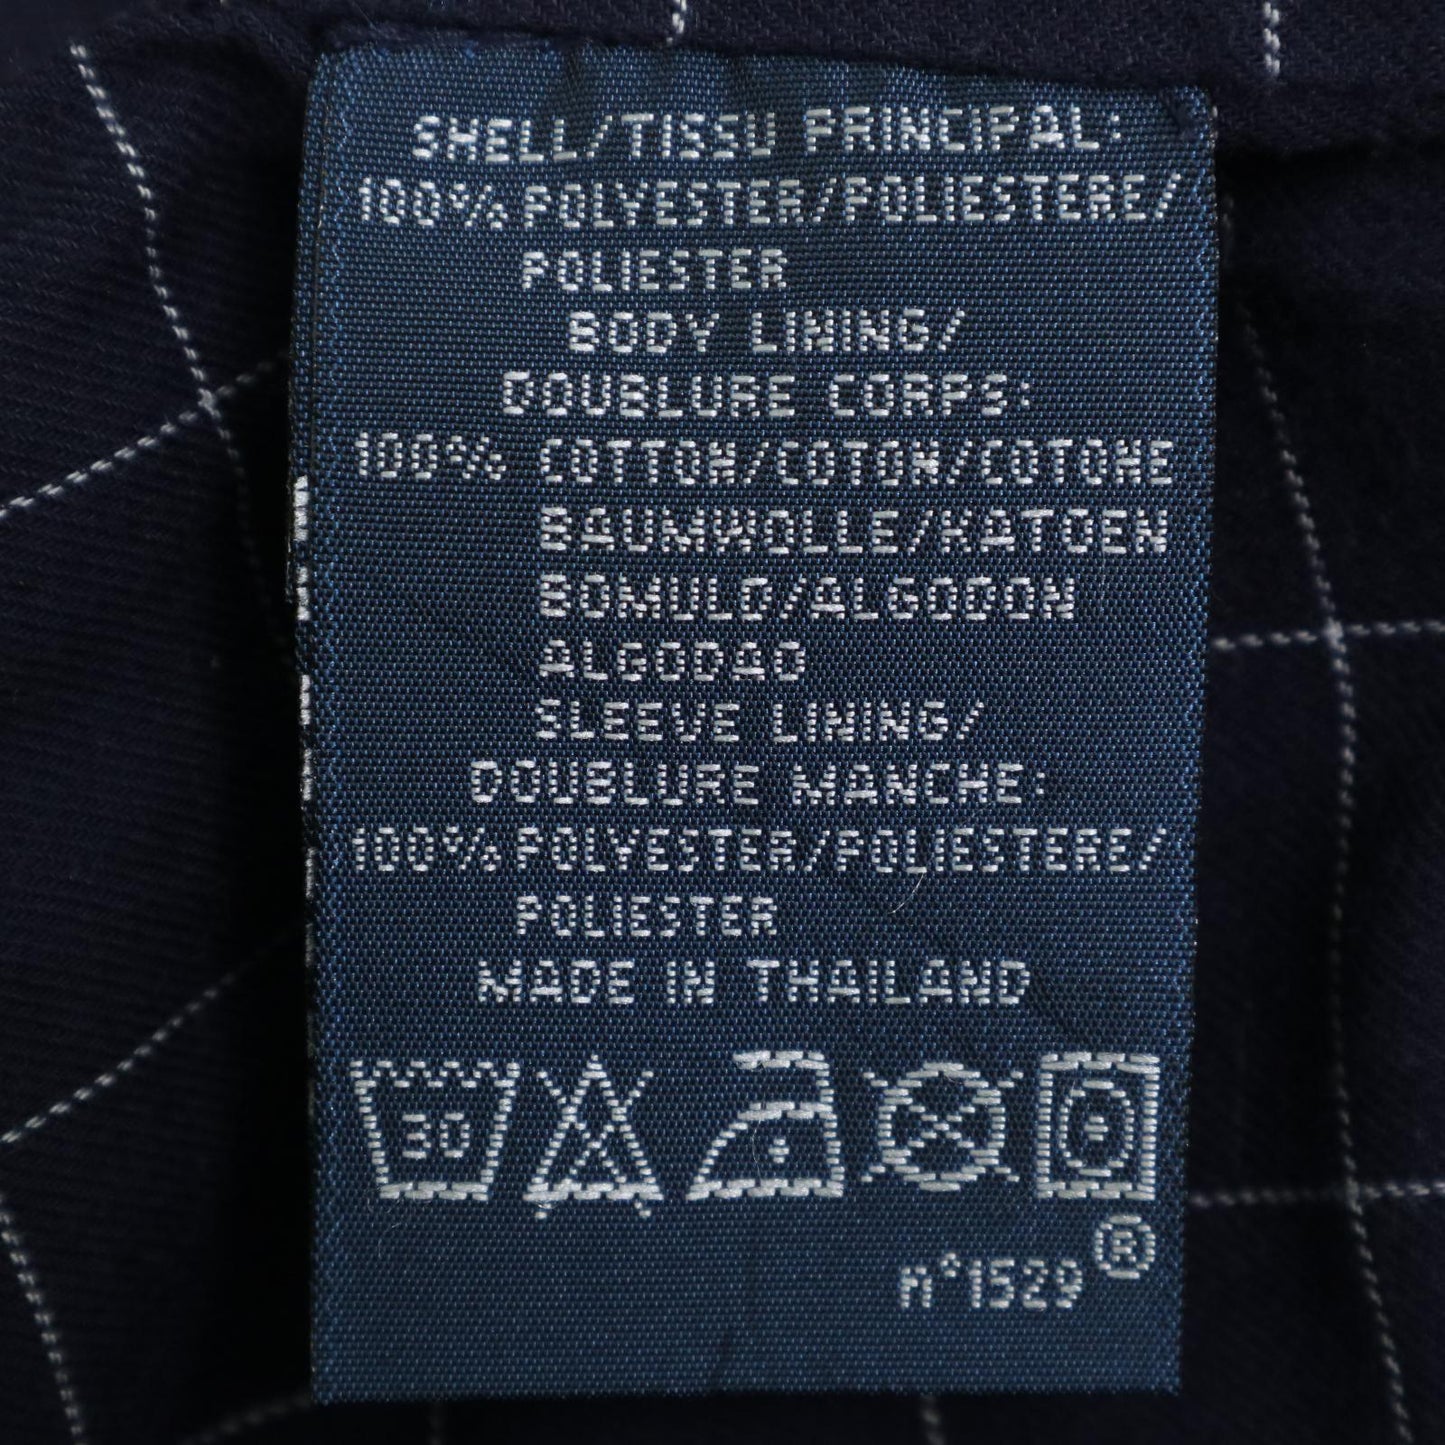 SHELL/TISSU PRINCIPAL:
100% POLYESTER/POLIESTERE/
POLIESTER
BODY LINING/
DOUBLURE CORPS:
100% COTTON/COTON/COTONE
BAUMWOLLE/KATOEN
BOMULD/ALGODON
ALGODAO
SLEEVE LINING/
DOUBLURE MANCHE:
100% POLYESTER/POLIESTERE/
POLIESTER
MADE IN THAILAND
30
n°1529®